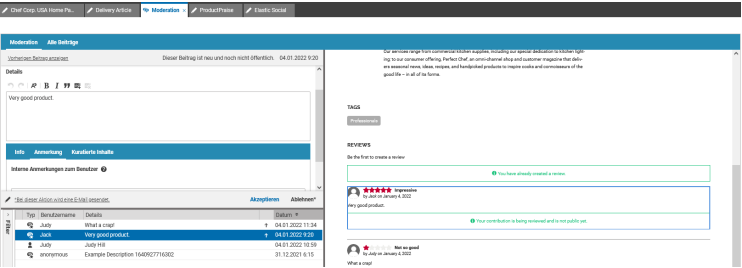 Chef Corp. USA Home Pa...
Delivery Article
Moderation ×
ProductPraise
Elastic Social
Moderation
Alle Beiträge
Vorherigen Beitrag anzeigen
Dieser Beitrag ist neu und noch nicht öffentlich. 04.01.2022 9:20
Details
B I
Very good product.
Info
Anmerkung
Kuratierte Inhalte
Interne Anmerkungen zum Benutzer
*Bei dieser Aktion wird eine E-Mail gesendet.
Akzeptieren
Ablehnen*
Filter
Typ Benutzername Details Datum
Judy What a crap! 04.01.2022 11:34
Jack Very good product. 04.01.2022 9:20
Judy Judy Hill 04.01.2022 10:59
anonymous Example Description 1640927716302 31.12.2021 6:15
Our services range from commercial kitchen supplies, including our special dedication to kitchen light-
ing to our consumer offering, Perfect Chef, an omni-channel shop and customer magazine that deliv-
ers seasonal news, ideas, recipes, and handpicked products to inspire cooks and connoisseurs of the
good life – in all of its forms.
TAGS
Professionals
REVIEWS
Be the first to create a review
You have already created a review
Impressive
by Jack on January 4, 2022
Very good product.
Your contribution is being reviewed and is not public yet
Not so good
by Judy on January 4, 2022
What a crap!